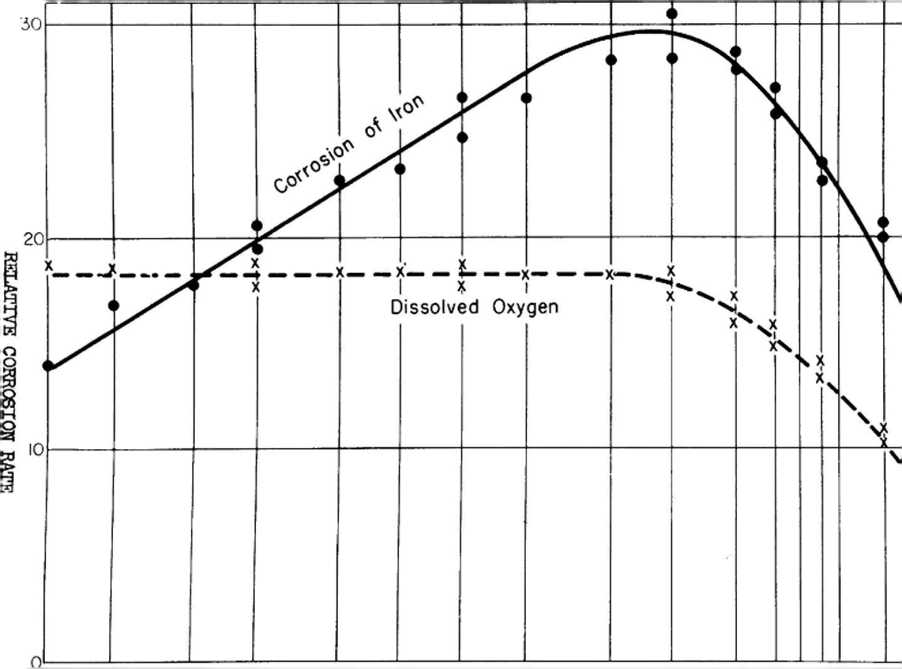 30
Corrosion of Iron
20
Dissolved Oxygen
RELATIVE CORROSION RATE
10
0